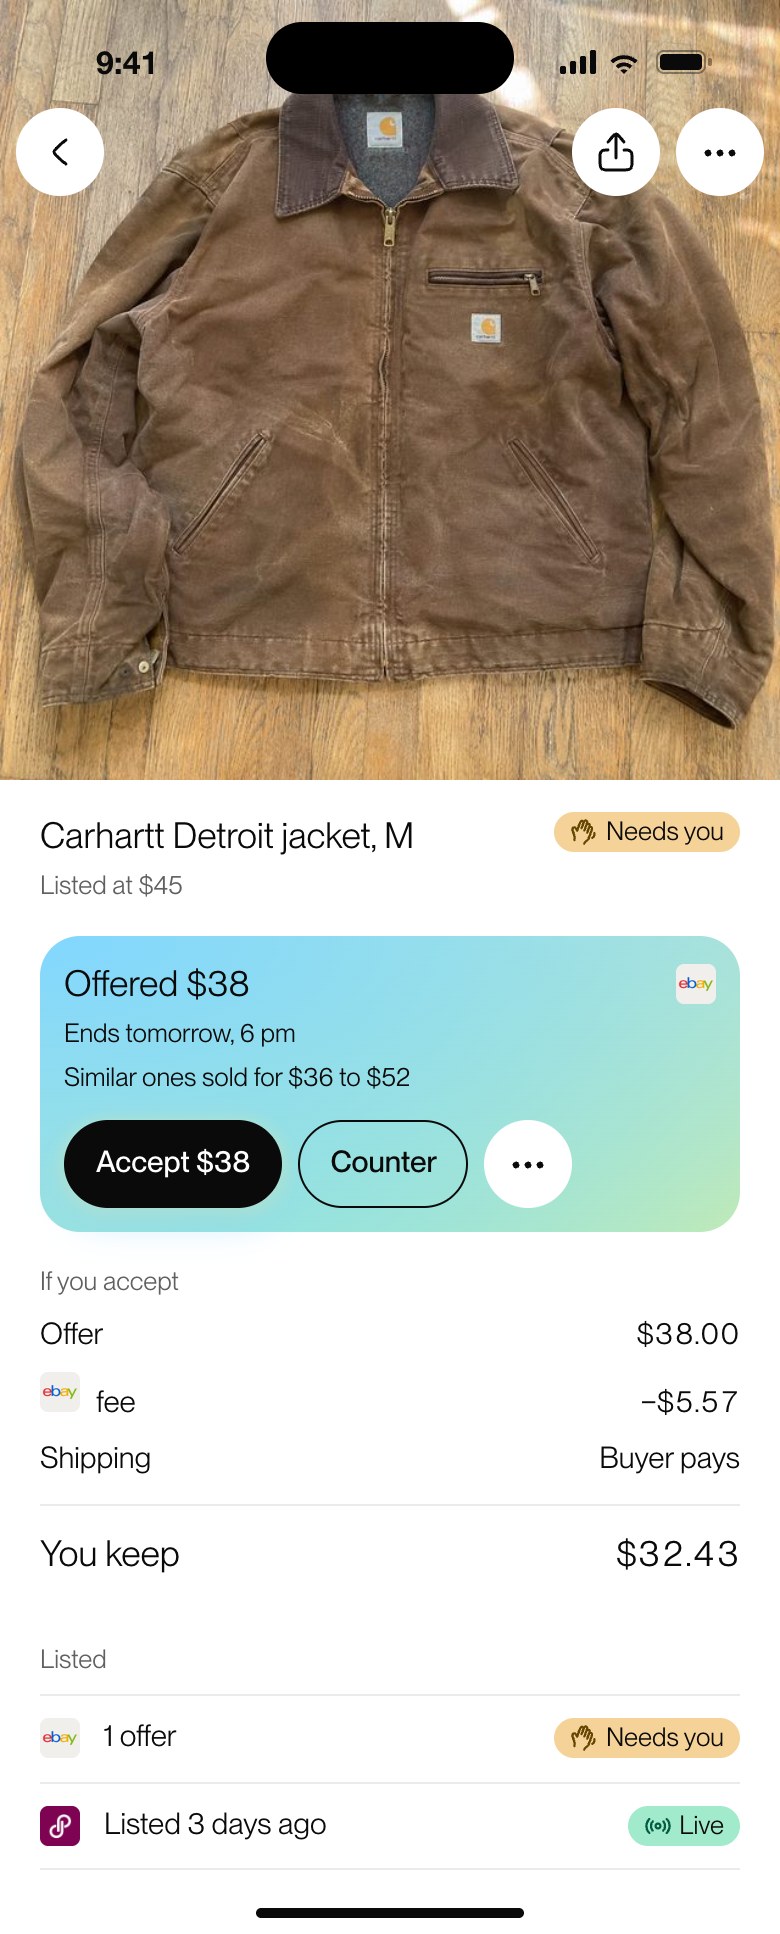 9:41
Carhartt Detroit jacket, M
Needs you
Listed at $45
Offered $38
ebay
Ends tomorrow, 6 pm
Similar ones sold for $36 to $52
Accept $38
Counter
If you accept
Offer
$38.00
ebay fee
−$5.57
Shipping
Buyer pays
You keep
$32.43
Listed
ebay
1 offer
Needs you
Listed 3 days ago
Live